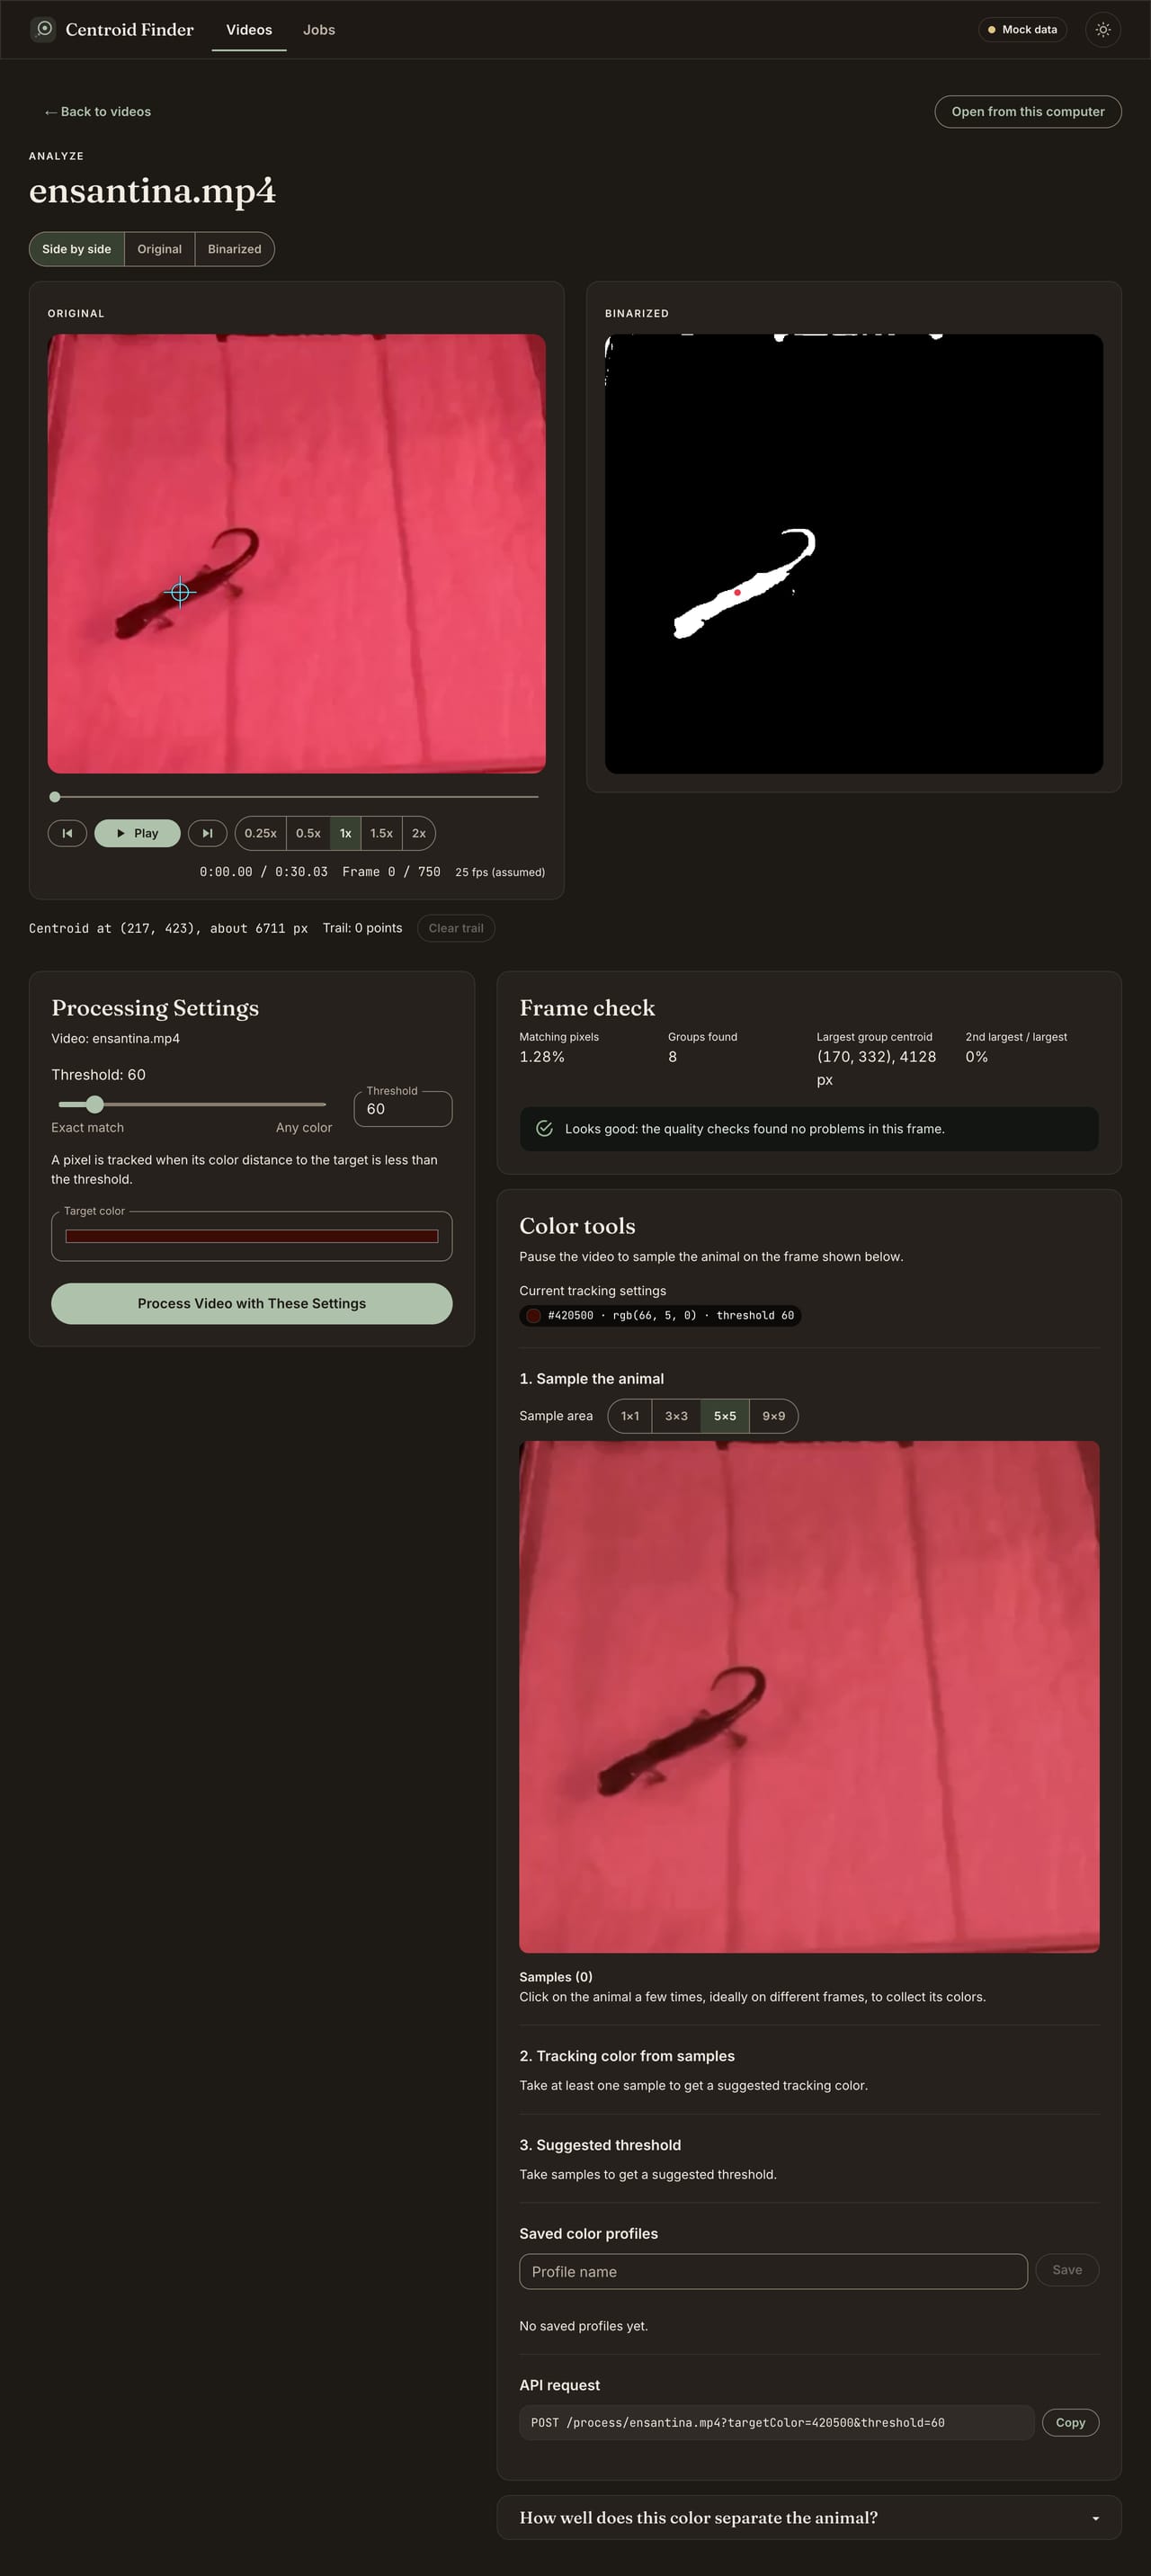 Centroid Finder
Videos
Jobs
Mock data
← Back to videos
Open from this computer
ANALYZE
ensantina.mp4
Side by side
Original
Binarized
ORIGINAL
BINARIZED
Play
0.25x
0.5x
1x
1.5x
2x
0:00.00 / 0:30.03 Frame 0 / 750 25 fps (assumed)
Centroid at (217, 423), about 6711 px Trail: 0 points
Clear trail
Processing Settings
Video: ensantina.mp4
Threshold: 60
Threshold
60
Exact match
Any color
A pixel is tracked when its color distance to the target is less than
the threshold.
Target color
Process Video with These Settings
Frame check
Matching pixels
1.28%
Groups found
8
Largest group centroid
(170, 332), 4128
px
2nd largest / largest
0%
Looks good: the quality checks found no problems in this frame.
Color tools
Pause the video to sample the animal on the frame shown below.
Current tracking settings
#420500 · rgb(66, 5, 0) · threshold 60
1. Sample the animal
Sample area
1×1
3×3
5×5
9×9
Samples (0)
Click on the animal a few times, ideally on different frames, to collect its colors.
2. Tracking color from samples
Take at least one sample to get a suggested tracking color.
3. Suggested threshold
Take samples to get a suggested threshold.
Saved color profiles
Profile name
Save
No saved profiles yet.
API request
POST /process/ensantina.mp4?targetColor=420500&threshold=60
Copy
How well does this color separate the animal?